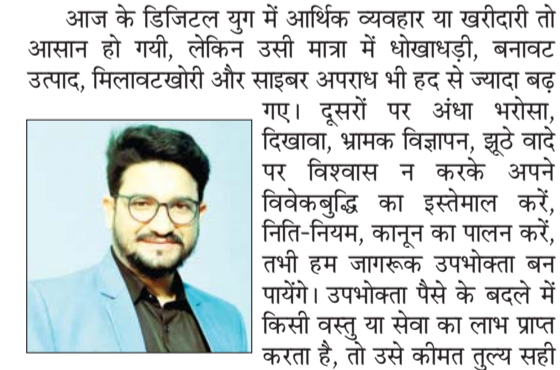 आज के डिजिटल युग में आर्थिक व्यवहार या खरीदारी तो
आसान हो गयी, लेकिन उसी मात्रा में धोखाधड़ी, बनावट
उत्पाद, मिलावटखोरी और साइबर अपराध भी हद से ज्यादा बढ़
गए। दूसरों पर अंधा भरोसा,
दिखावा, भ्रामक विज्ञापन, झूठे वादे
पर विश्वास न करके अपने
विवेकबुद्धि का इस्तेमाल करें,
निति-नियम, कानून का पालन करें,
तभी हम जागरूक उपभोक्ता बन
पायेंगे। उपभोक्ता पैसे के बदले में
किसी वस्तु या सेवा का लाभ प्राप्त
करता है, तो उसे कीमत तुल्य सही